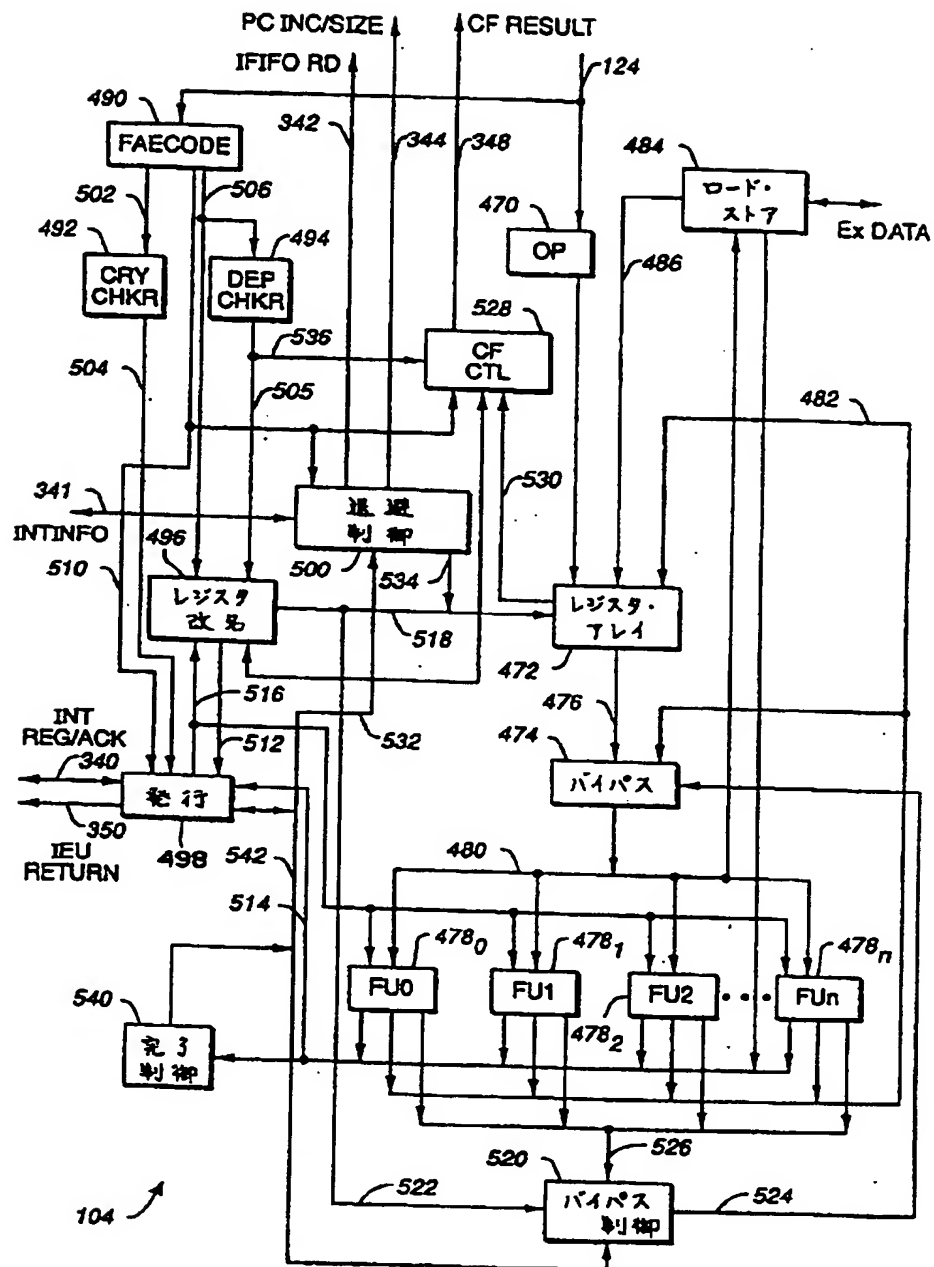 PC INC/SIZE
CF RESULT
IFIFO RD
124
490
FAECODE
342
344
348
484
ロード・
ストア
Ex DATA
502
506
492
CRY
CHKR
494
DEP
CHKR
470
OP
486
528
CF
CTL
536
504
505
482
530
341
INTINFO
退避
制御
500
534
496
レジスタ
改名
510
518
レジスタ・
アレイ
472
516
532
476
INT
REG/ACK
512
474
バイパス
340
発行
350
498
IEU
RETURN
542
480
514
478₀
478₁
478n
FU0
FU1
FU2
478₂
• • •
FUn
540
完了
制御
526
520
バイパス
制御
522
524
104